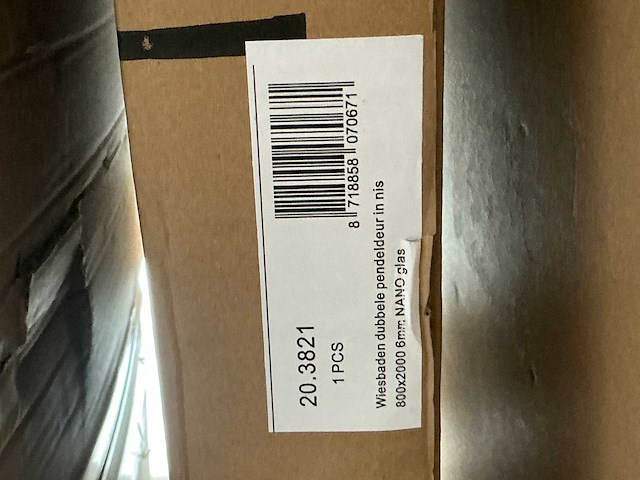 20.3821
1 PCS
8 718858 070671
Wiesbaden dubbele pendeldeur in nis
800x2000 6mm NANO glas